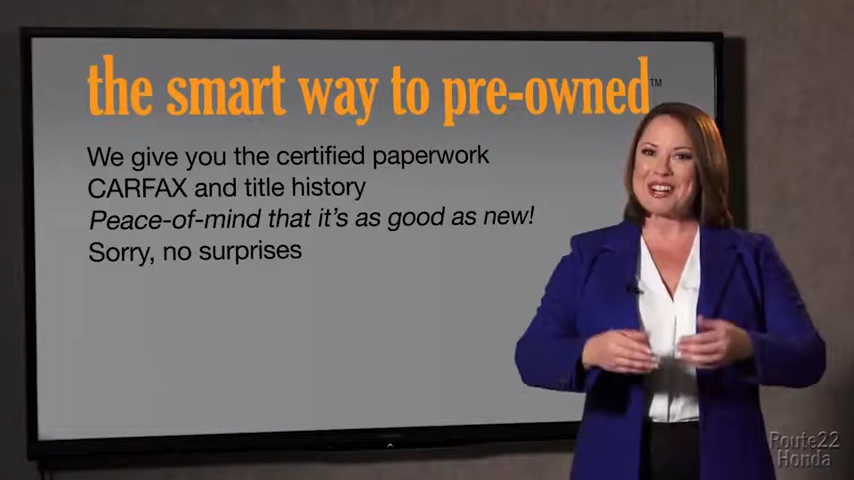 the smart way to pre-owned™
We give you the certified paperwork
CARFAX and title history
Peace-of-mind that it's as good as new!
Sorry, no surprises
Route22
Honda